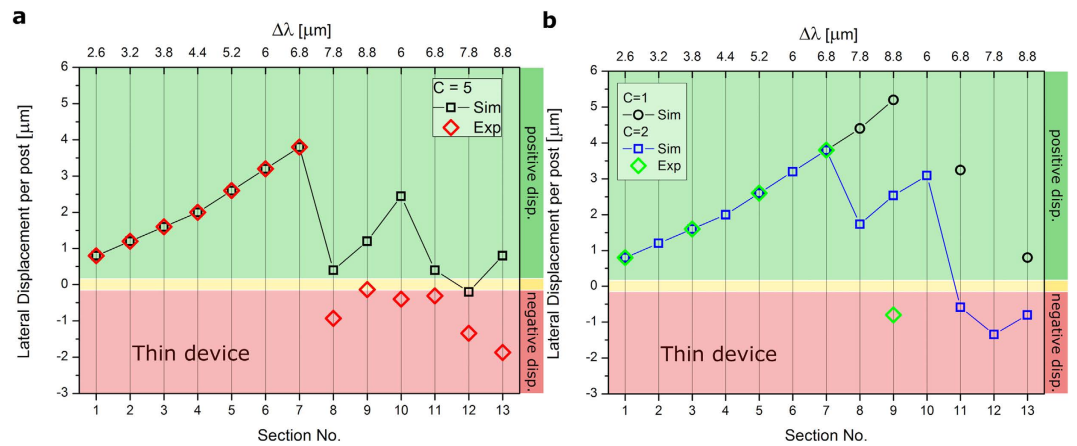 a
Δλ [μm]
2.6 3.2 3.8 4.4 5.2 6 6.8 7.8 8.8 6 6.8 7.8 8.8
Lateral Displacement per post [μm]
6
5
4
3
2
1
0
-1
-2
-3
C = 5
Sim
Exp
positive disp.
negative disp.
Thin device
1 2 3 4 5 6 7 8 9 10 11 12 13
Section No.
b
Δλ [μm]
2.6 3.2 3.8 4.4 5.2 6 6.8 7.8 8.8 6 6.8 7.8 8.8
Lateral Displacement per post [μm]
6
5
4
3
2
1
0
-1
-2
-3
C=1
Sim
C=2
Sim
Exp
positive disp.
negative disp.
Thin device
1 2 3 4 5 6 7 8 9 10 11 12 13
Section No.